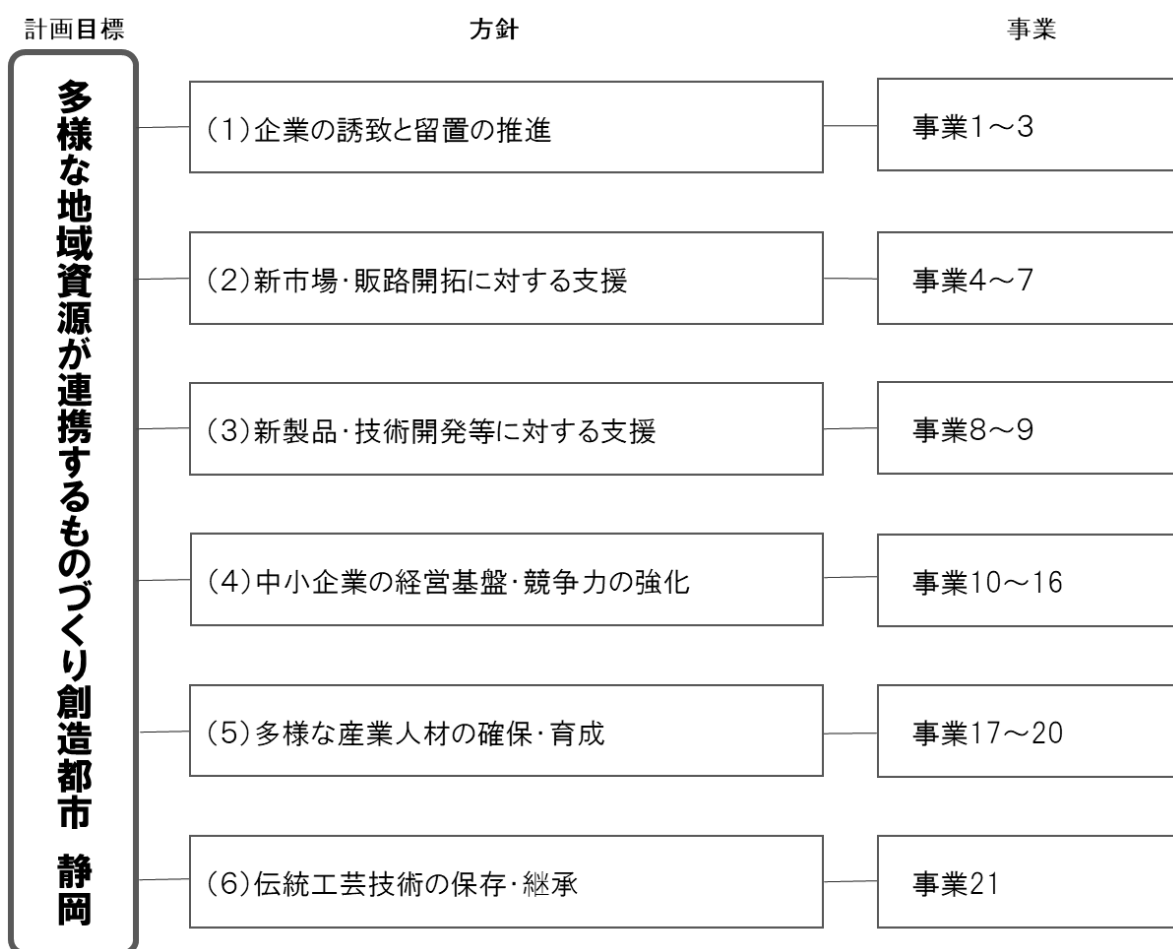 計画目標
方針
事業
多様な地域資源が連携するものづくり創造都市 静岡
(1)企業の誘致と留置の推進
事業1～3
(2)新市場・販路開拓に対する支援
事業4～7
(3)新製品・技術開発等に対する支援
事業8～9
(4)中小企業の経営基盤・競争力の強化
事業10～16
(5)多様な産業人材の確保・育成
事業17～20
(6)伝統工芸技術の保存・継承
事業21